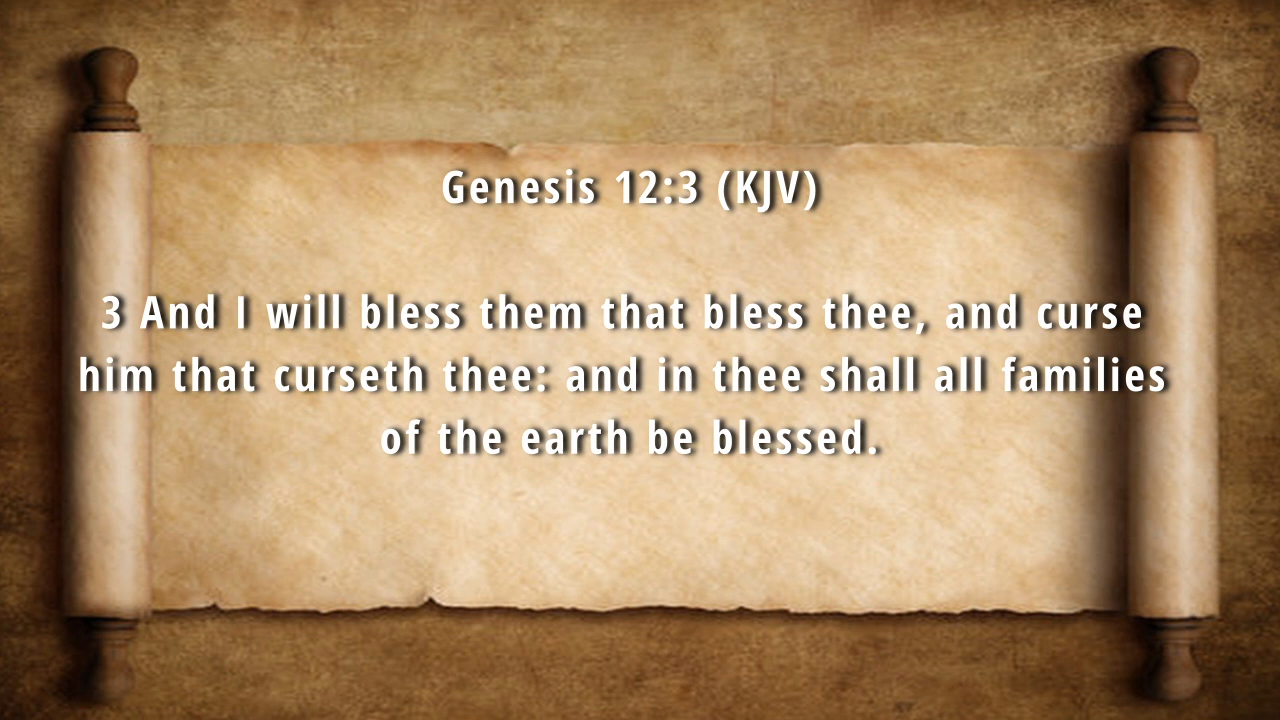 Genesis 12:3 (KJV)
3 And I will bless them that bless thee, and curse
him that curseth thee: and in thee shall all families
of the earth be blessed.